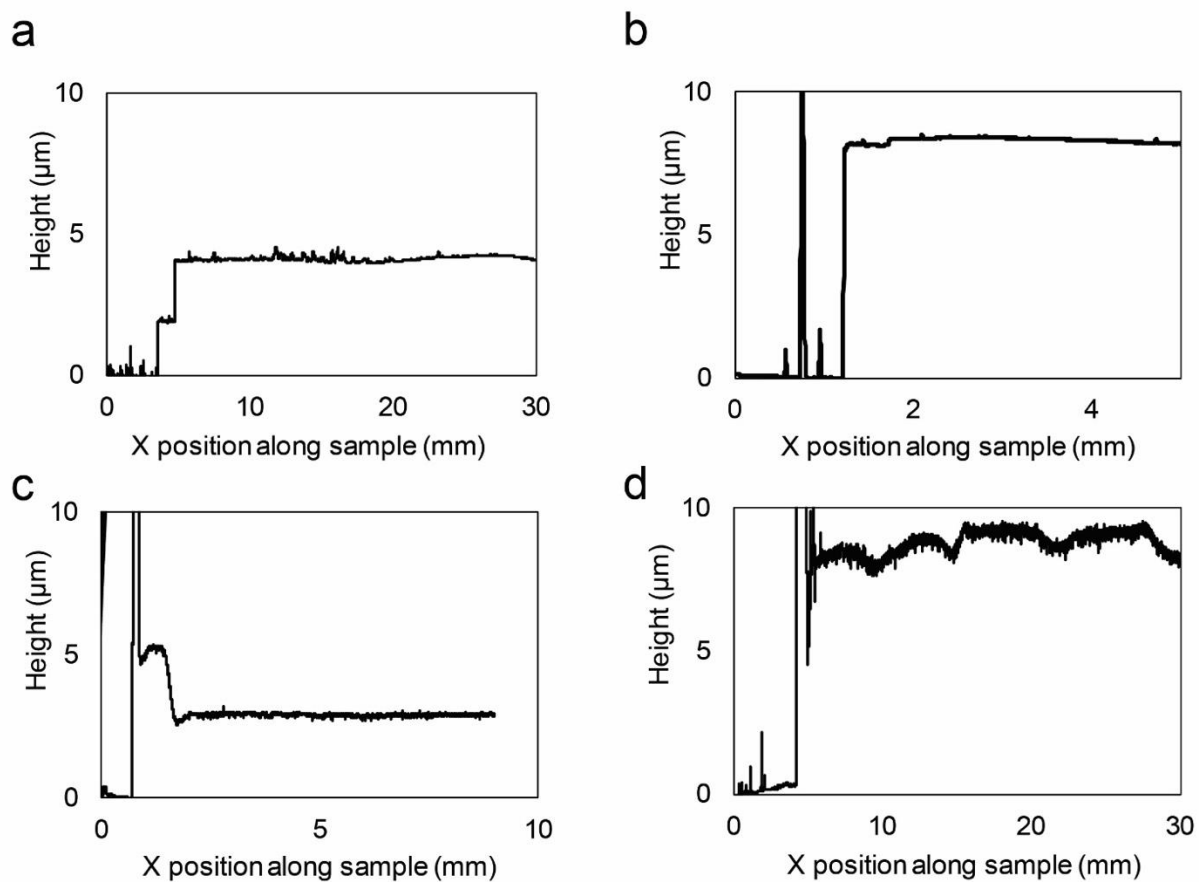 a
10
Height (µm)
5
0
0 10 20 30
X position along sample (mm)
b
10
Height (µm)
5
0
0 2 4
X position along sample (mm)
c
10
Height (µm)
5
0
0 5 10
X position along sample (mm)
d
10
Height (µm)
5
0
0 10 20 30
X position along sample (mm)